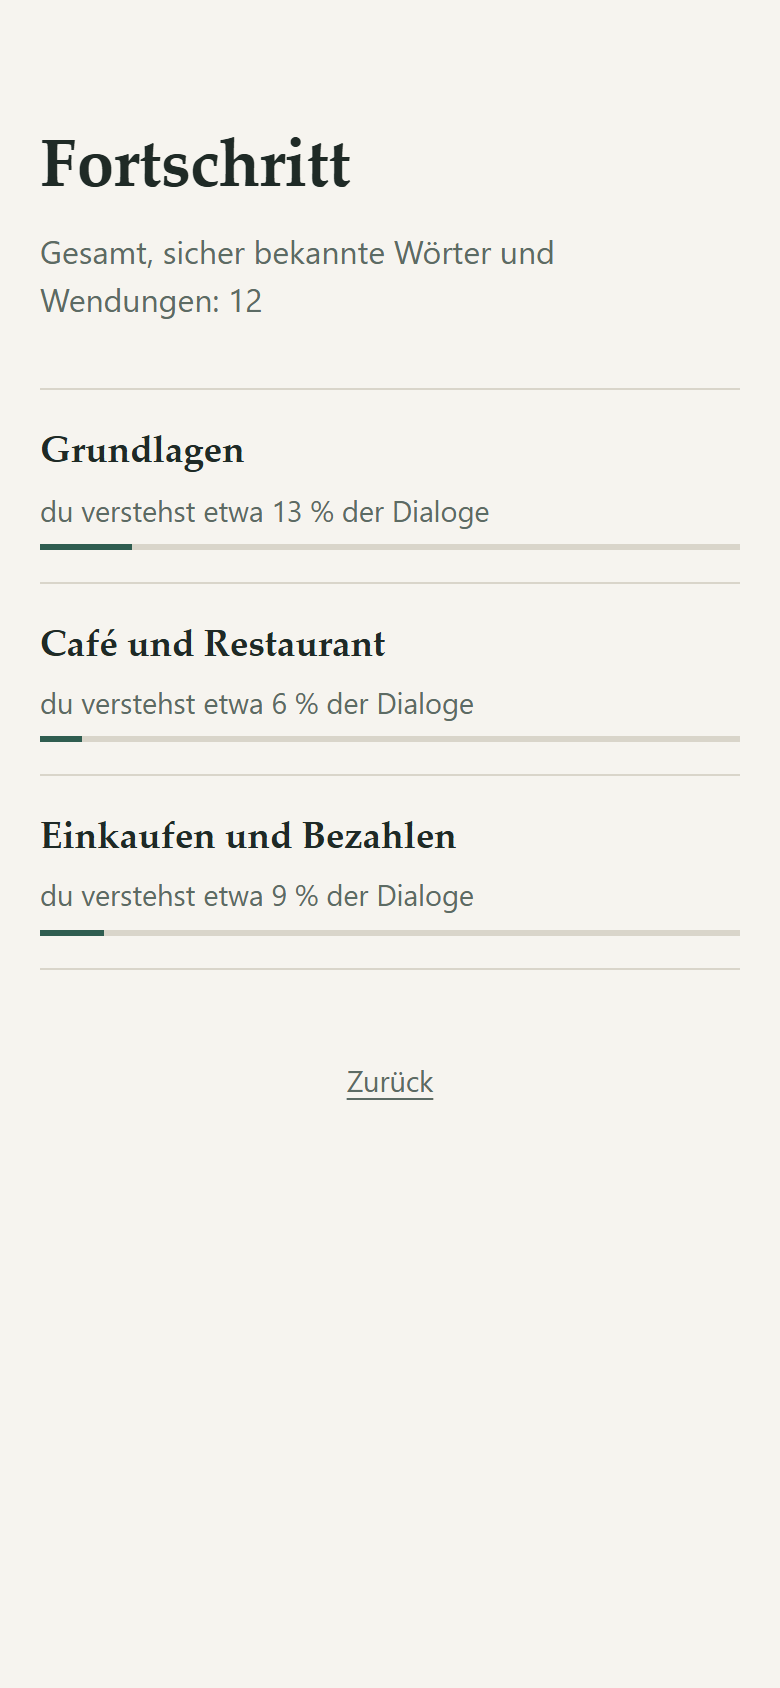 Fortschritt
Gesamt, sicher bekannte Wörter und
Wendungen: 12
Grundlagen
du verstehst etwa 13 % der Dialoge
Café und Restaurant
du verstehst etwa 6 % der Dialoge
Einkaufen und Bezahlen
du verstehst etwa 9 % der Dialoge
Zurück